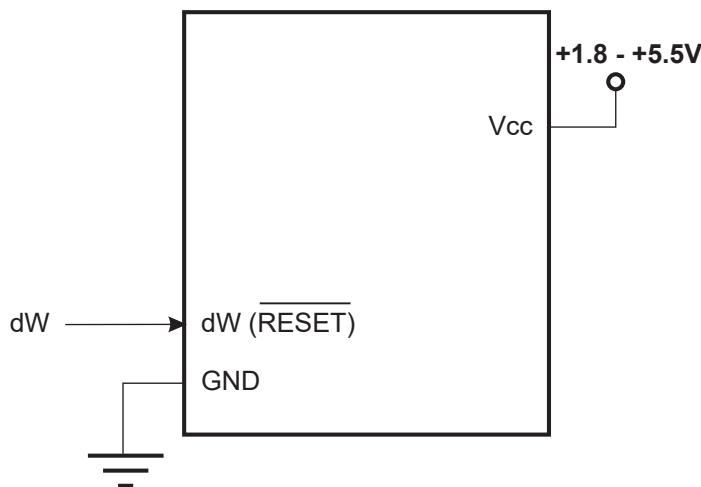 +1.8 - +5.5V
Vcc
dW
dW (RESET)
GND